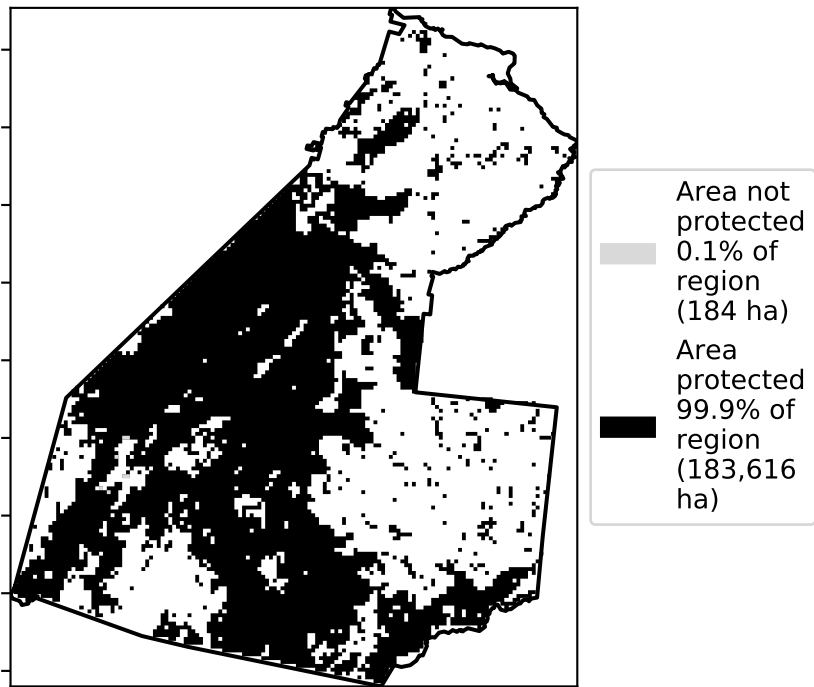 Area not
protected
0.1% of
region
(184 ha)
Area
protected
99.9% of
region
(183,616
ha)